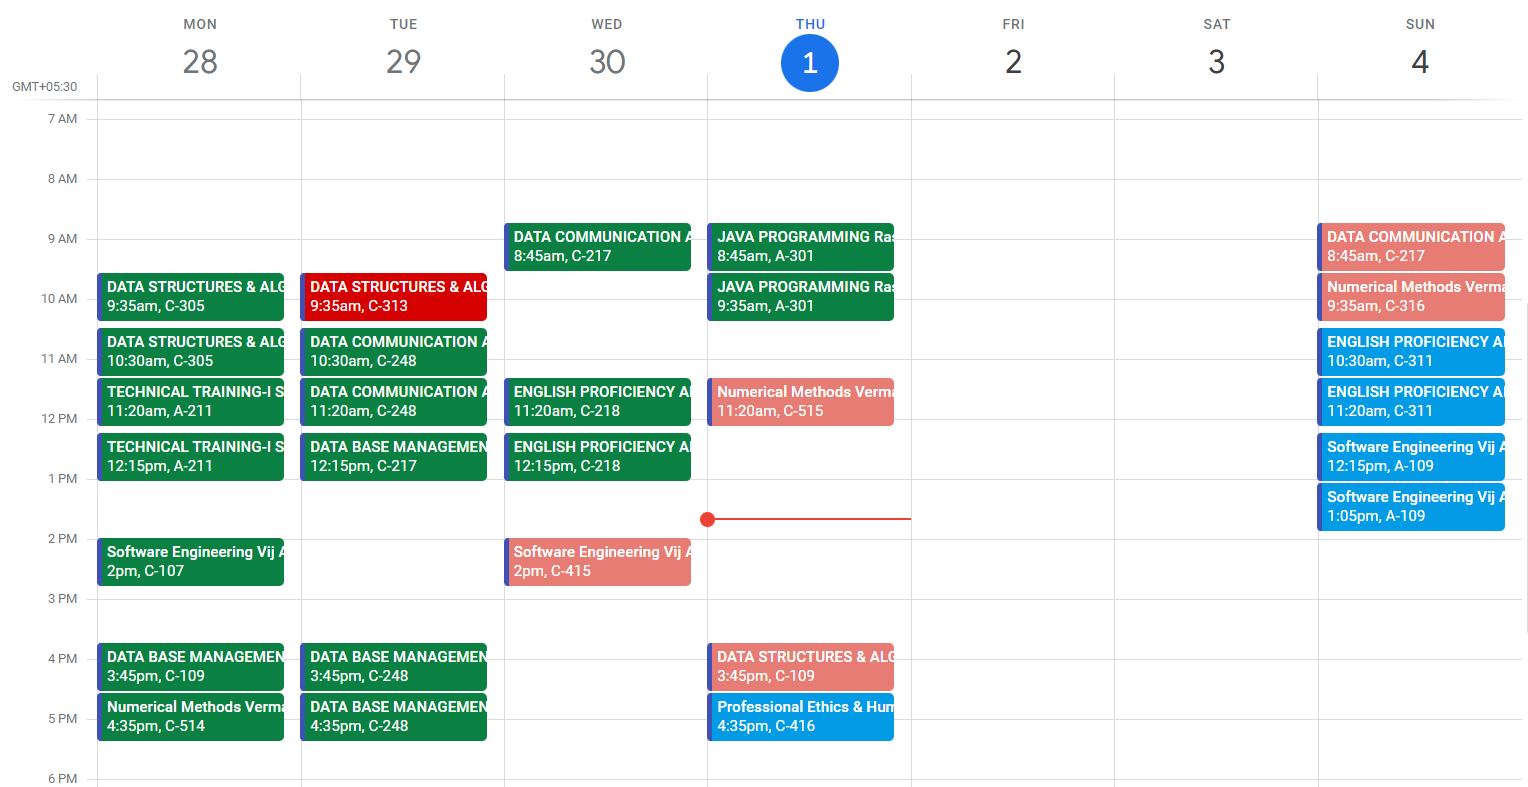 MON
28
TUE
29
WED
30
THU
1
FRI
2
SAT
3
SUN
4
GMT+05:30
7 AM
8 AM
9 AM
10 AM
11 AM
12 PM
1 PM
2 PM
3 PM
4 PM
5 PM
6 PM
DATA STRUCTURES & ALG
9:35am, C-305
DATA STRUCTURES & ALG
10:30am, C-305
TECHNICAL TRAINING-I S
11:20am, A-211
TECHNICAL TRAINING-I S
12:15pm, A-211
Software Engineering Vij A
2pm, C-107
DATA BASE MANAGEMEN
3:45pm, C-109
Numerical Methods Verma
4:35pm, C-514
DATA STRUCTURES & ALG
9:35am, C-313
DATA COMMUNICATION A
10:30am, C-248
DATA COMMUNICATION A
11:20am, C-248
DATA BASE MANAGEMEN
12:15pm, C-217
DATA BASE MANAGEMEN
3:45pm, C-248
DATA BASE MANAGEMEN
4:35pm, C-248
DATA COMMUNICATION A
8:45am, C-217
ENGLISH PROFICIENCY AI
11:20am, C-218
ENGLISH PROFICIENCY AI
12:15pm, C-218
Software Engineering Vij A
2pm, C-415
JAVA PROGRAMMING Ras
8:45am, A-301
JAVA PROGRAMMING Ras
9:35am, A-301
Numerical Methods Verma
11:20am, C-515
DATA STRUCTURES & ALG
3:45pm, C-109
Professional Ethics & Hum
4:35pm, C-416
DATA COMMUNICATION A
8:45am, C-217
Numerical Methods Verma
9:35am, C-316
ENGLISH PROFICIENCY AI
10:30am, C-311
ENGLISH PROFICIENCY AI
11:20am, C-311
Software Engineering Vij A
12:15pm, A-109
Software Engineering Vij A
1:05pm, A-109